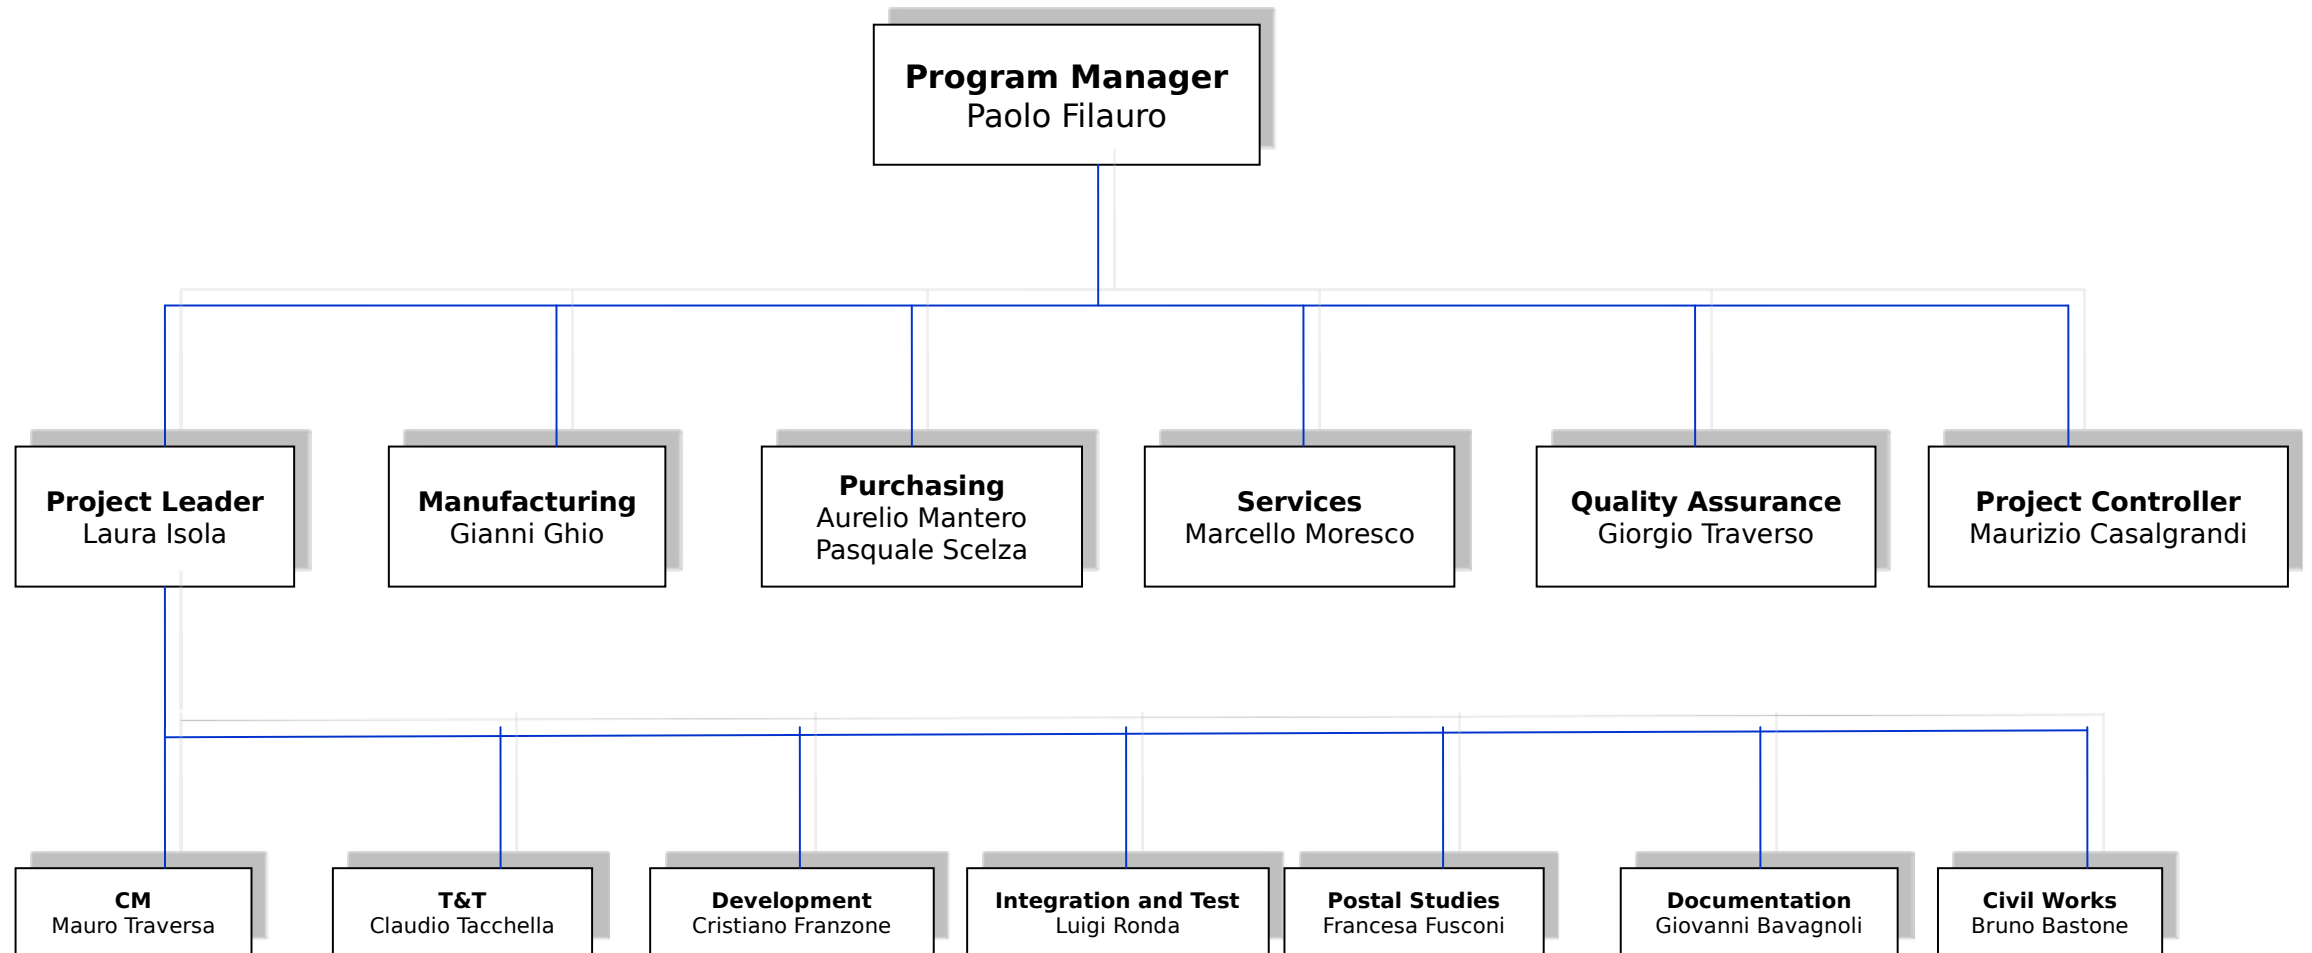 Program Manager
Paolo Filauro
Project Leader
Laura Isola
Manufacturing
Gianni Ghio
Purchasing
Aurelio Mantero
Pasquale Scelza
Services
Marcello Moresco
Quality Assurance
Giorgio Traverso
Project Controller
Maurizio Casalgrandi
CM
Mauro Traversa
T&T
Claudio Tacchella
Development
Cristiano Franzone
Integration and Test
Luigi Ronda
Postal Studies
Francesa Fusconi
Documentation
Giovanni Bavagnoli
Civil Works
Bruno Bastone